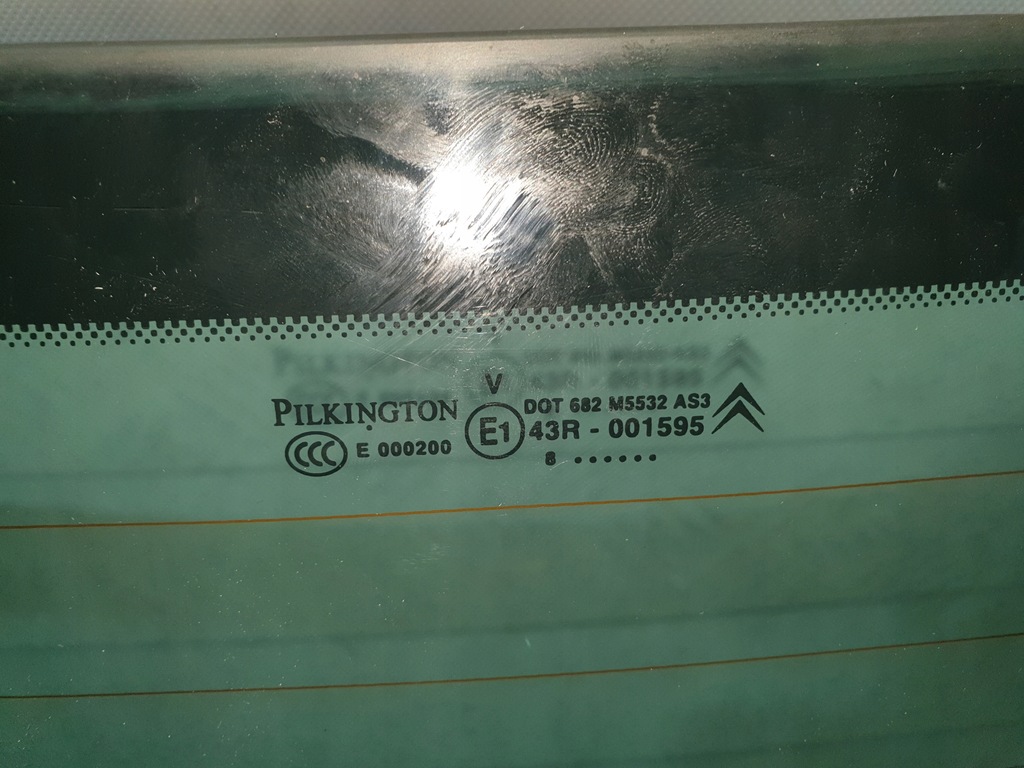 V
PILKINGTON
DOT 682 M5532 AS3
E1
43R - 001595
CCC
E 000200
8 ......